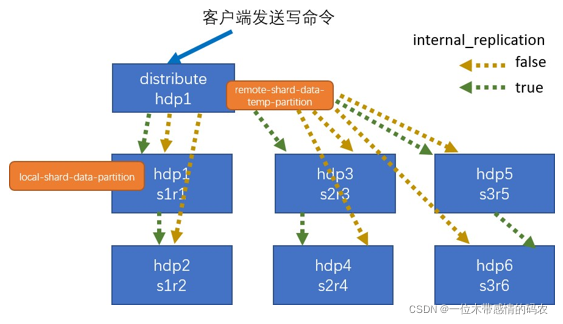 客户端发送写命令
internal_replication
false
true
distribute
hdp1
remote-shard-data-
temp-partition
local-shard-data-partition
hdp1
s1r1
hdp3
s2r3
hdp5
s3r5
hdp2
s1r2
hdp4
s2r4
hdp6
s3r6
CSDN @一位木带感情的码农